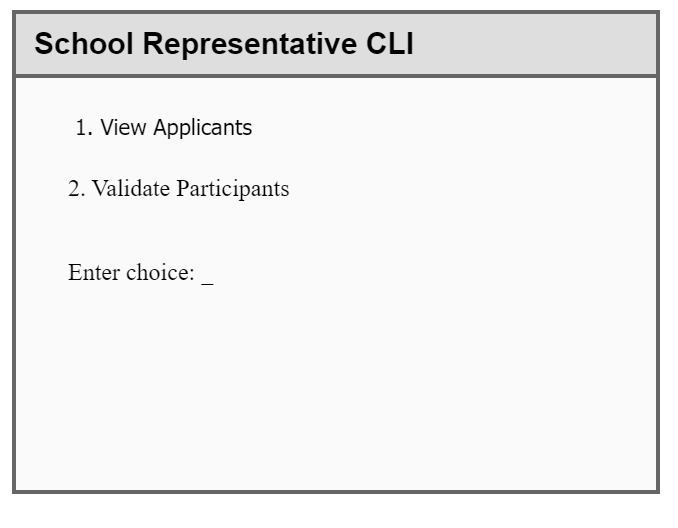 School Representative CLI
1. View Applicants
2. Validate Participants
Enter choice: _